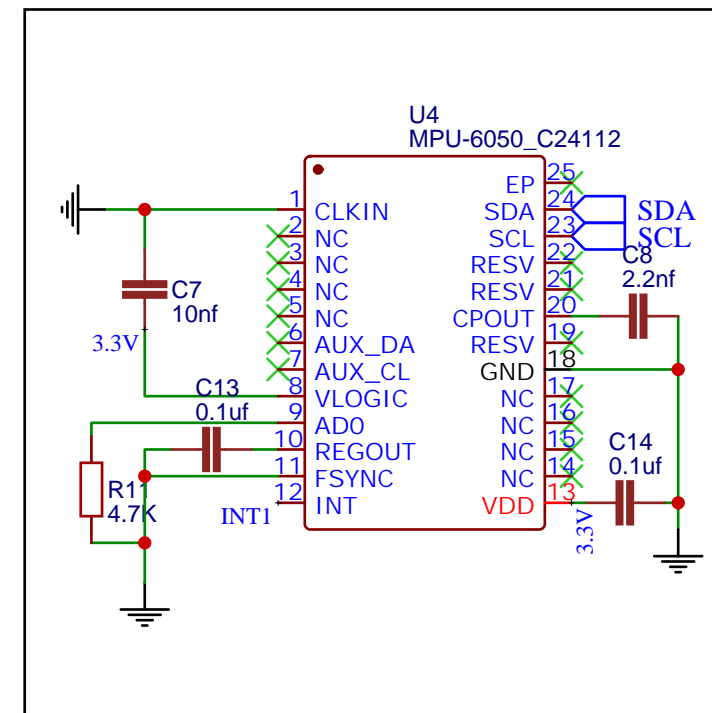 U4
MPU-6050_C24112
1 CLKIN
2 NC
3 NC
4 NC
5 NC
6 AUX_DA
7 AUX_CL
8 VLOGIC
9 AD0
10 REGOUT
11 FSYNC
12 INT
25 EP
24 SDA
23 SCL
22 RESV
21 RESV
20 CPOUT
19 RESV
18 GND
17 NC
16 NC
15 NC
14 NC
13 VDD
SDA
SCL
C8
2.2nf
C7
10nf
3.3V
C13
0.1uf
R11
4.7K
INT1
C14
0.1uf
3.3V